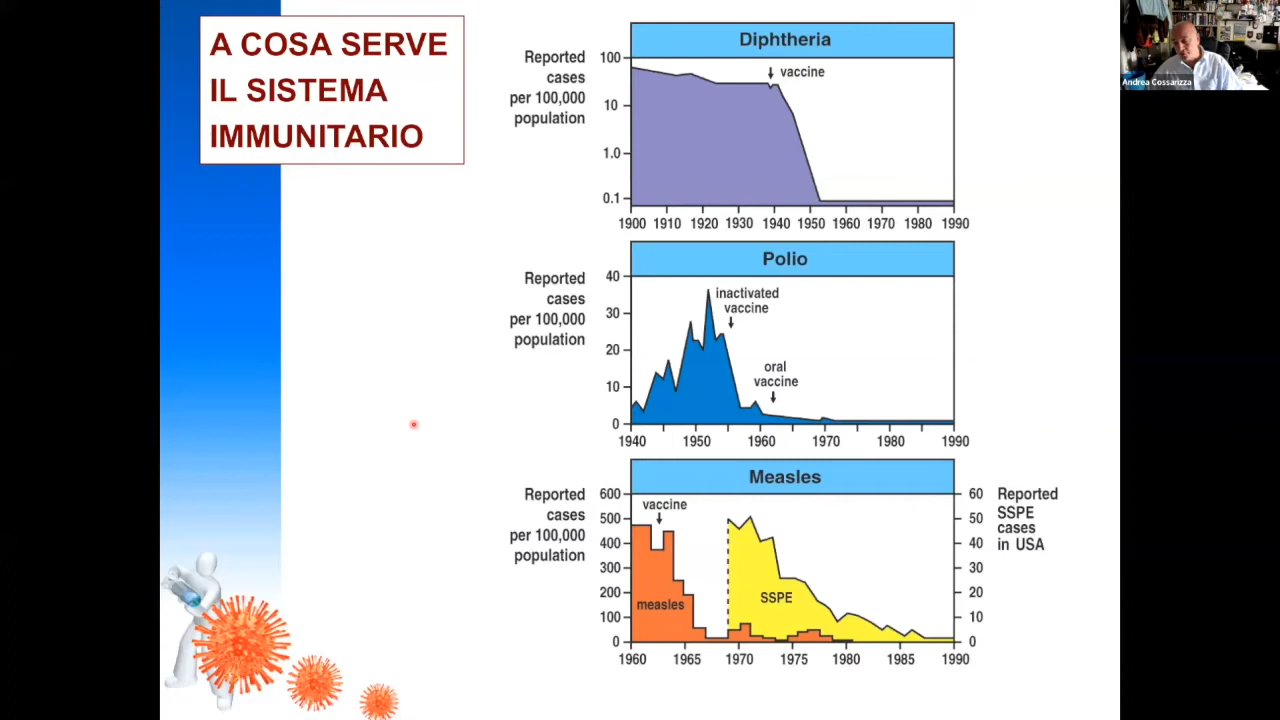 A COSA SERVE
IL SISTEMA
IMMUNITARIO
Andrea Cossarizza
Diphtheria
Reported
cases
per 100,000
population
100
10
1.0
0.1
vaccine
1900 1910 1920 1930 1940 1950 1960 1970 1980 1990
Polio
Reported
cases
per 100,000
population
40
30
20
10
0
inactivated
vaccine
oral
vaccine
1940 1950 1960 1970 1980 1990
Measles
Reported
cases
per 100,000
population
600
500
400
300
200
100
0
vaccine
measles
SSPE
60
50
40
30
20
10
0
Reported
SSPE
cases
in USA
1960 1965 1970 1975 1980 1985 1990